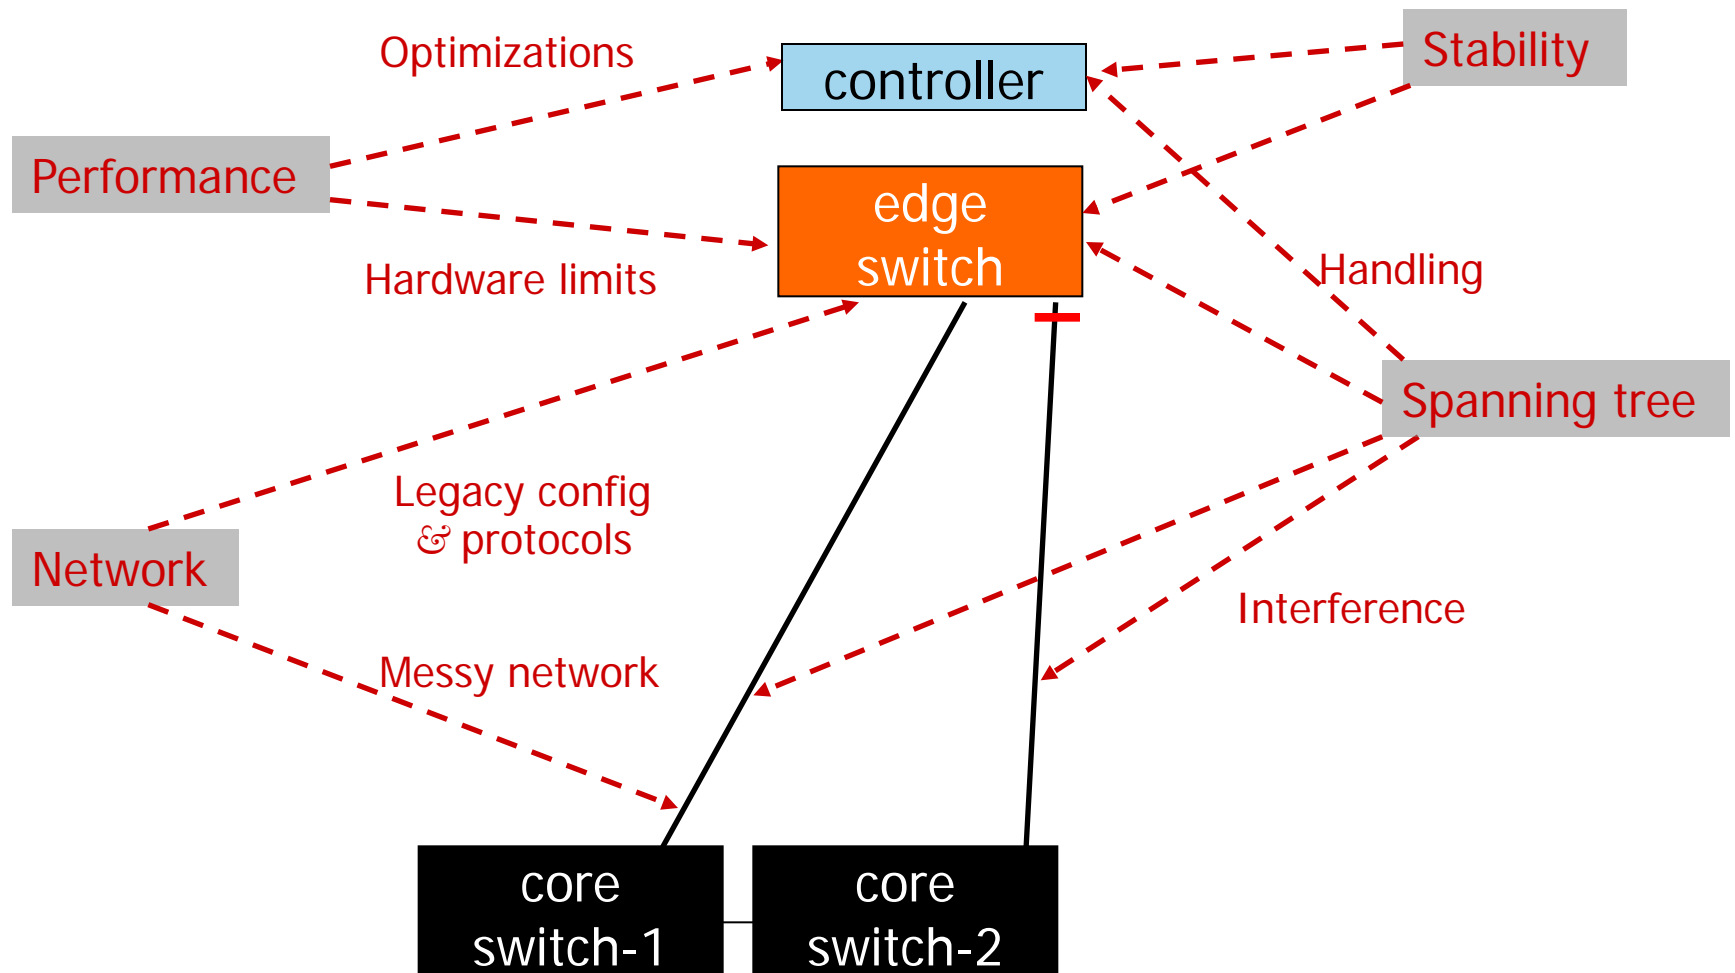 Optimizations
controller
Stability
Performance
edge
switch
Hardware limits
Handling
Spanning tree
Legacy config
& protocols
Network
Interference
Messy network
core
switch-1
core
switch-2